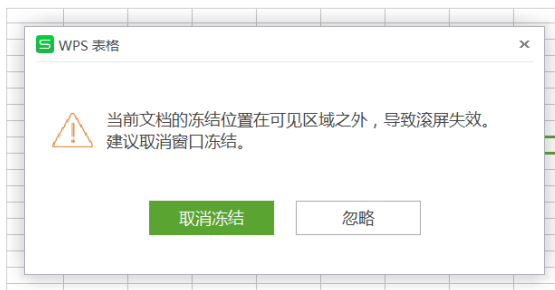 WPS 表格
当前文档的冻结位置在可见区域之外，导致滚屏失效。
建议取消窗口冻结。
取消冻结
忽略